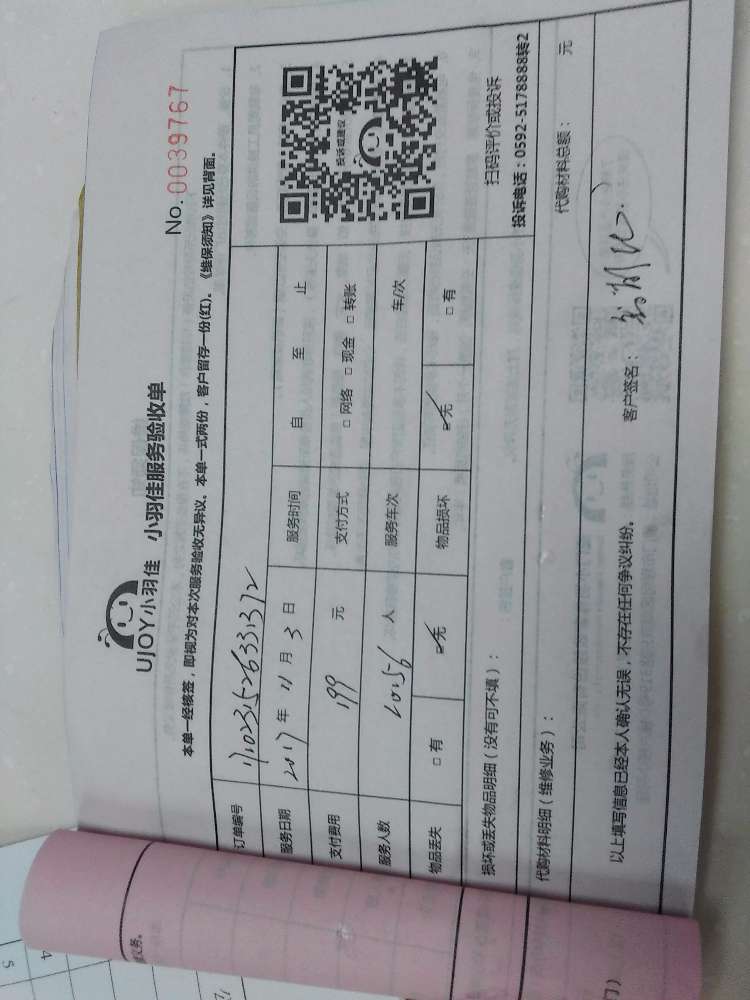 UJOY小羽佳 小羽佳服务验收单
No. 0039767
本单一经核签，即视为对本次服务验收无异议。本单一式两份，客户留存一份(红)。《维保须知》详见背面。
订单编号 17102315263313 12
服务日期 2017 年 11 月 3 日 服务时间 自 至 止
支付费用 199 元 支付方式 □ 网络 □ 现金 □ 转账
服务人数 20156 人 服务车次 车/次
物品丢失 □ 有 ☑ 无 物品损坏 ☑ 无 □ 有
投诉或建议
扫码评价或投诉
投诉电话：0592-5178888转2
损坏或丢失物品明细（没有可不填）：
代购材料明细（维修业务）： 代购材料总额： 元
以上填写信息已经本人确认无误，不存在任何争议纠纷。 客户签名：
4
5